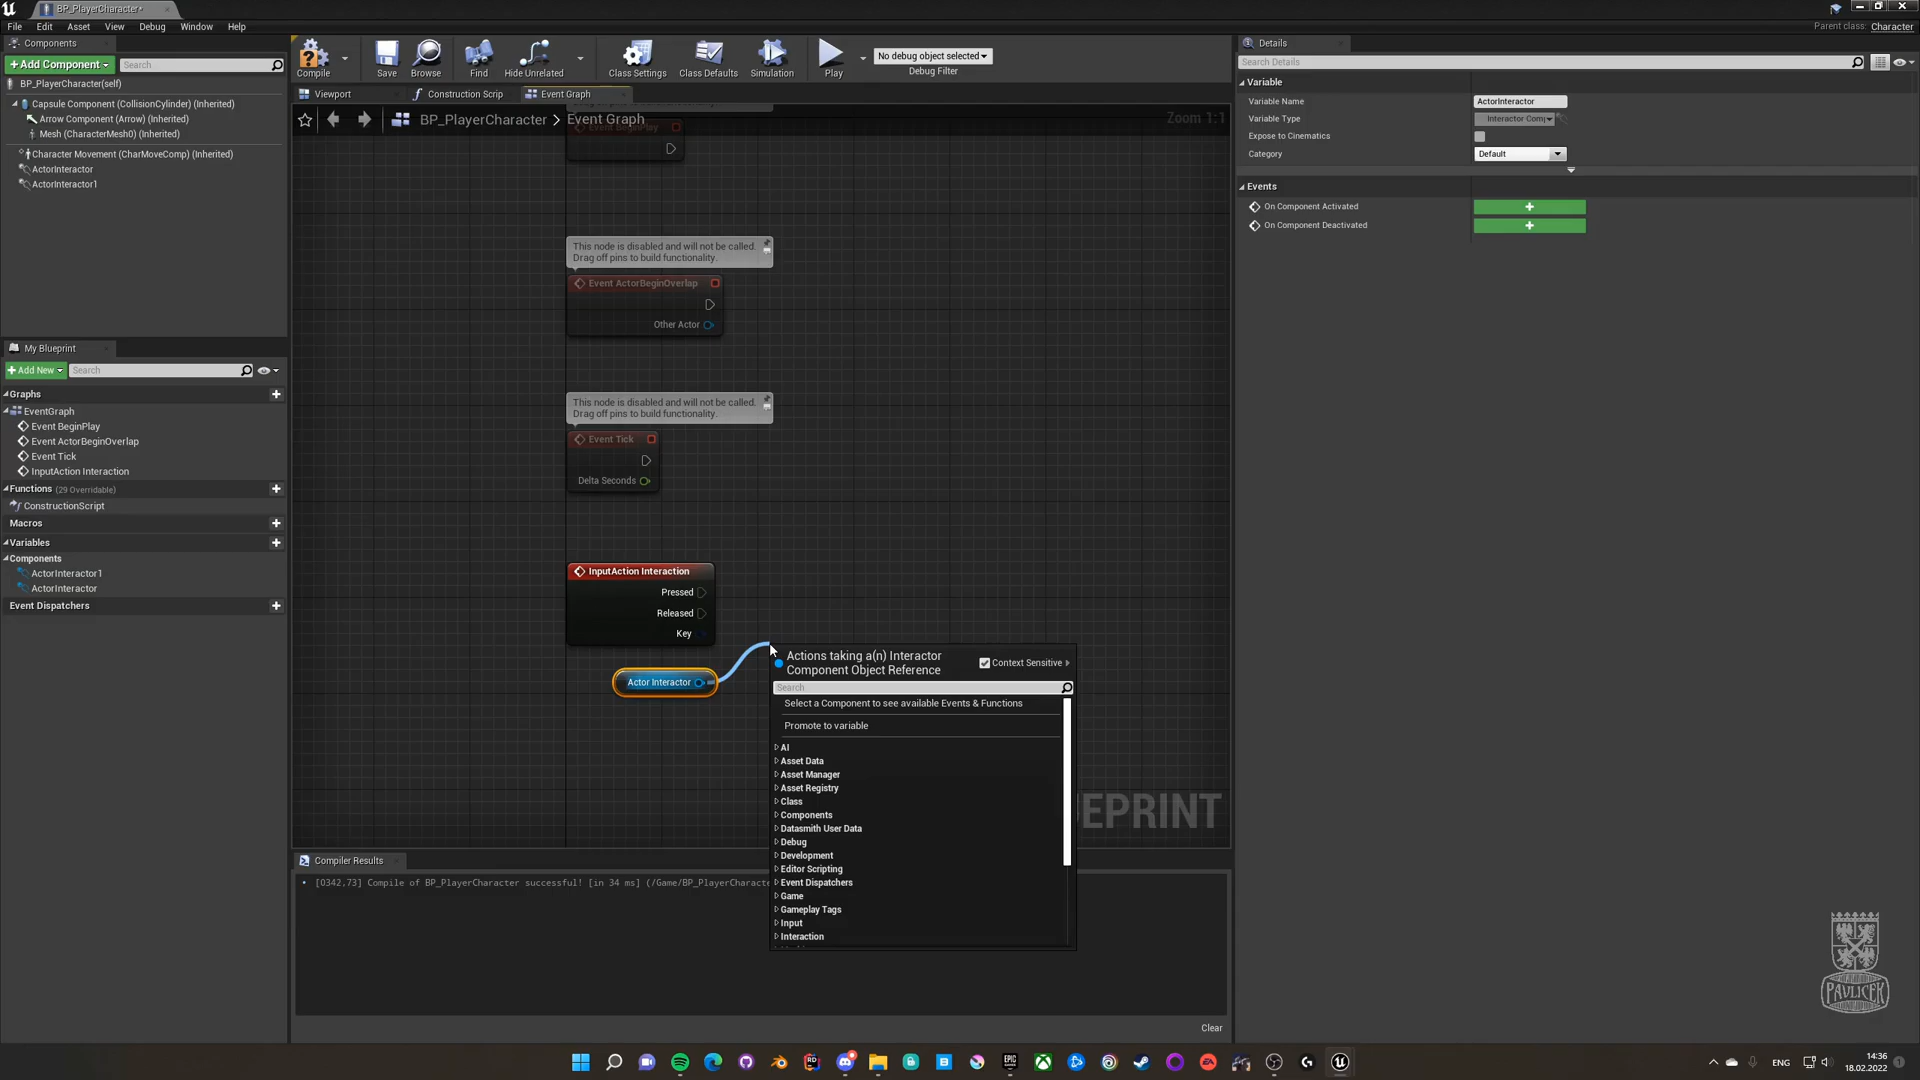 BP_PlayerCharacter*
File Edit Asset View Debug Window Help
Parent class: Character
Components
+Add Component
Search
BP_PlayerCharacter(self)
Capsule Component (CollisionCylinder) (Inherited)
Arrow Component (Arrow) (Inherited)
Mesh (CharacterMesh0) (Inherited)
Character Movement (CharMoveComp) (Inherited)
ActorInteractor
ActorInteractor1
My Blueprint
+Add New
Search
Graphs
EventGraph
Event BeginPlay
Event ActorBeginOverlap
Event Tick
InputAction Interaction
Functions (29 Overridable)
ConstructionScript
Macros
Variables
Components
ActorInteractor1
ActorInteractor
Event Dispatchers
Compile
Save
Browse
Find
Hide Unrelated
Class Settings
Class Defaults
Simulation
Play
No debug object selected
Debug Filter
Viewport
Construction Scrip
Event Graph
BP_PlayerCharacter > Event Graph
Zoom 1:1
Event BeginPlay
This node is disabled and will not be called.
Drag off pins to build functionality.
Event ActorBeginOverlap
Other Actor
This node is disabled and will not be called.
Drag off pins to build functionality.
Event Tick
Delta Seconds
InputAction Interaction
Pressed
Released
Key
Actor Interactor
Actions taking a(n) Interactor
Component Object Reference
Context Sensitive
Search
Select a Component to see available Events & Functions
Promote to variable
AI
Asset Data
Asset Manager
Asset Registry
Class
Components
Datasmith User Data
Debug
Development
Editor Scripting
Event Dispatchers
Game
Gameplay Tags
Input
Interaction
EPRINT
Compiler Results
[0342,73] Compile of BP_PlayerCharacter successful! [in 34 ms] (/Game/BP_PlayerCharacte
Clear
Details
Search Details
Variable
Variable Name
ActorInteractor
Variable Type
Interactor Comp
Expose to Cinematics
Category
Default
Events
On Component Activated
On Component Deactivated
PAVLICEK
ENG
14:36
18.02.2022